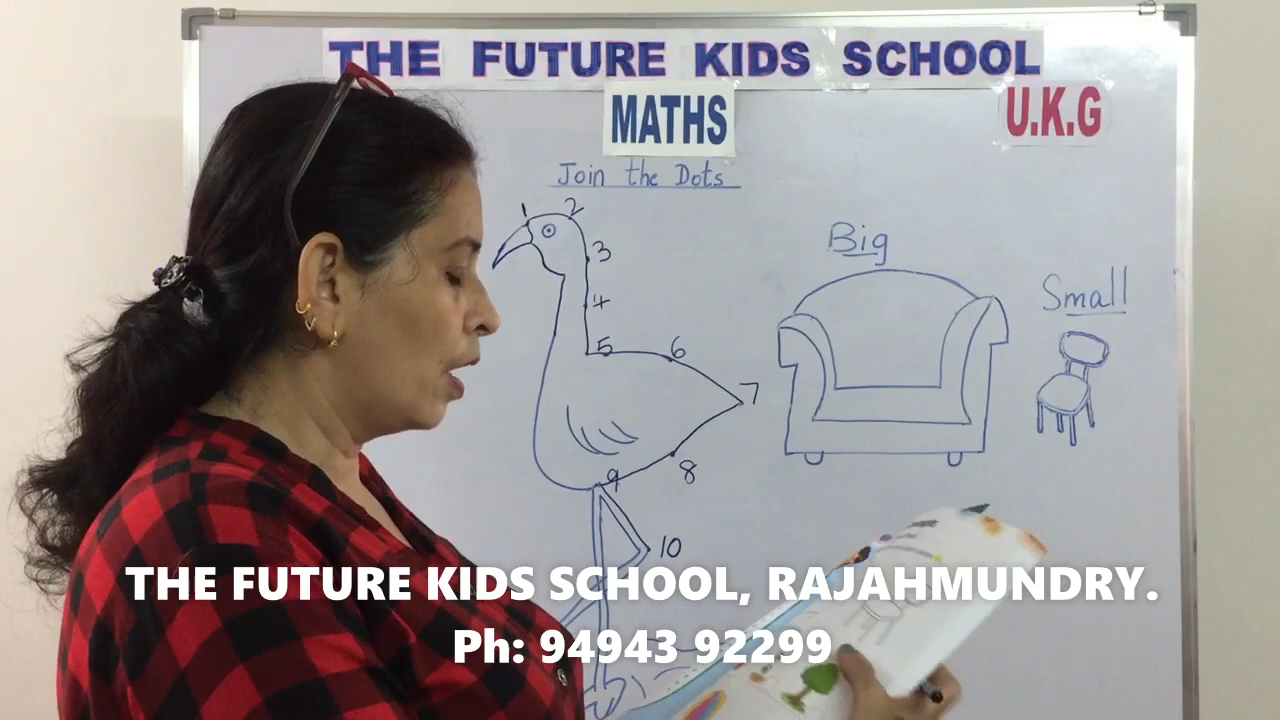 THE FUTURE KIDS SCHOOL
MATHS
U.K.G
Join the Dots
1
2
3
4
5
6
7
8
9
10
Big
Small
THE FUTURE KIDS SCHOOL, RAJAHMUNDRY.
Ph: 94943 92299